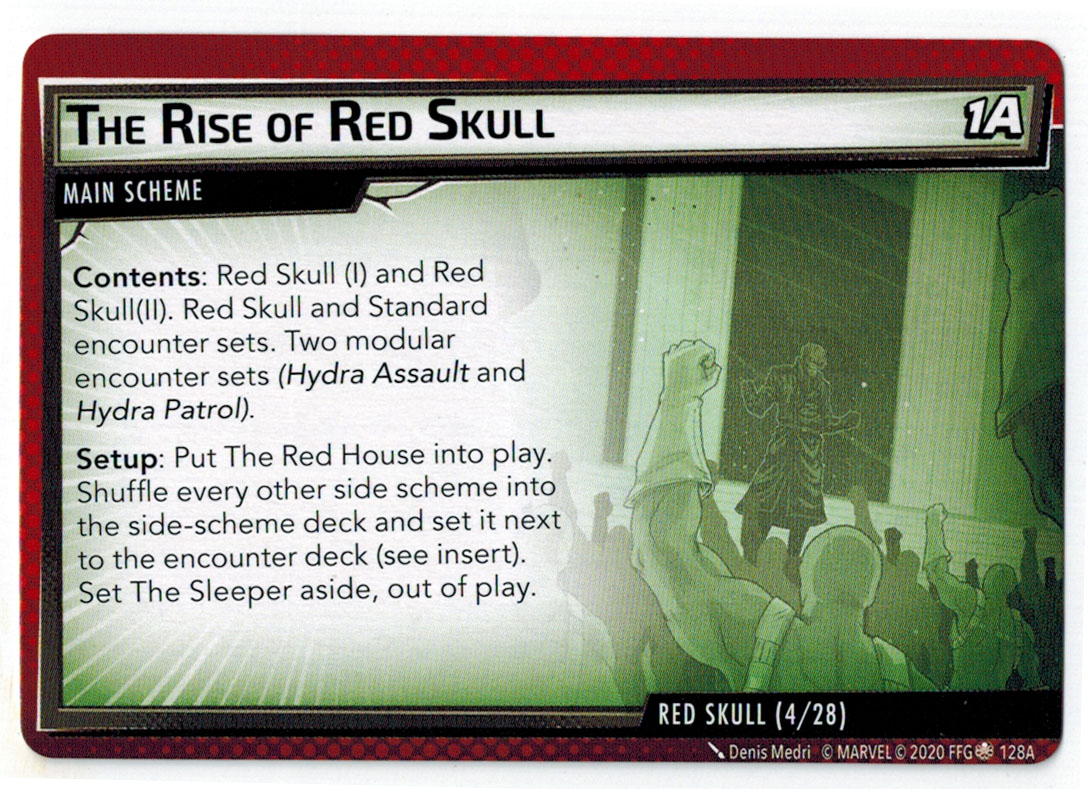 The Rise of Red Skull
1A
MAIN SCHEME
Contents: Red Skull (I) and Red
Skull(II). Red Skull and Standard
encounter sets. Two modular
encounter sets (Hydra Assault and
Hydra Patrol).
Setup: Put The Red House into play.
Shuffle every other side scheme into
the side-scheme deck and set it next
to the encounter deck (see insert).
Set The Sleeper aside, out of play.
RED SKULL (4/28)
Denis Medri © MARVEL © 2020 FFG 128A